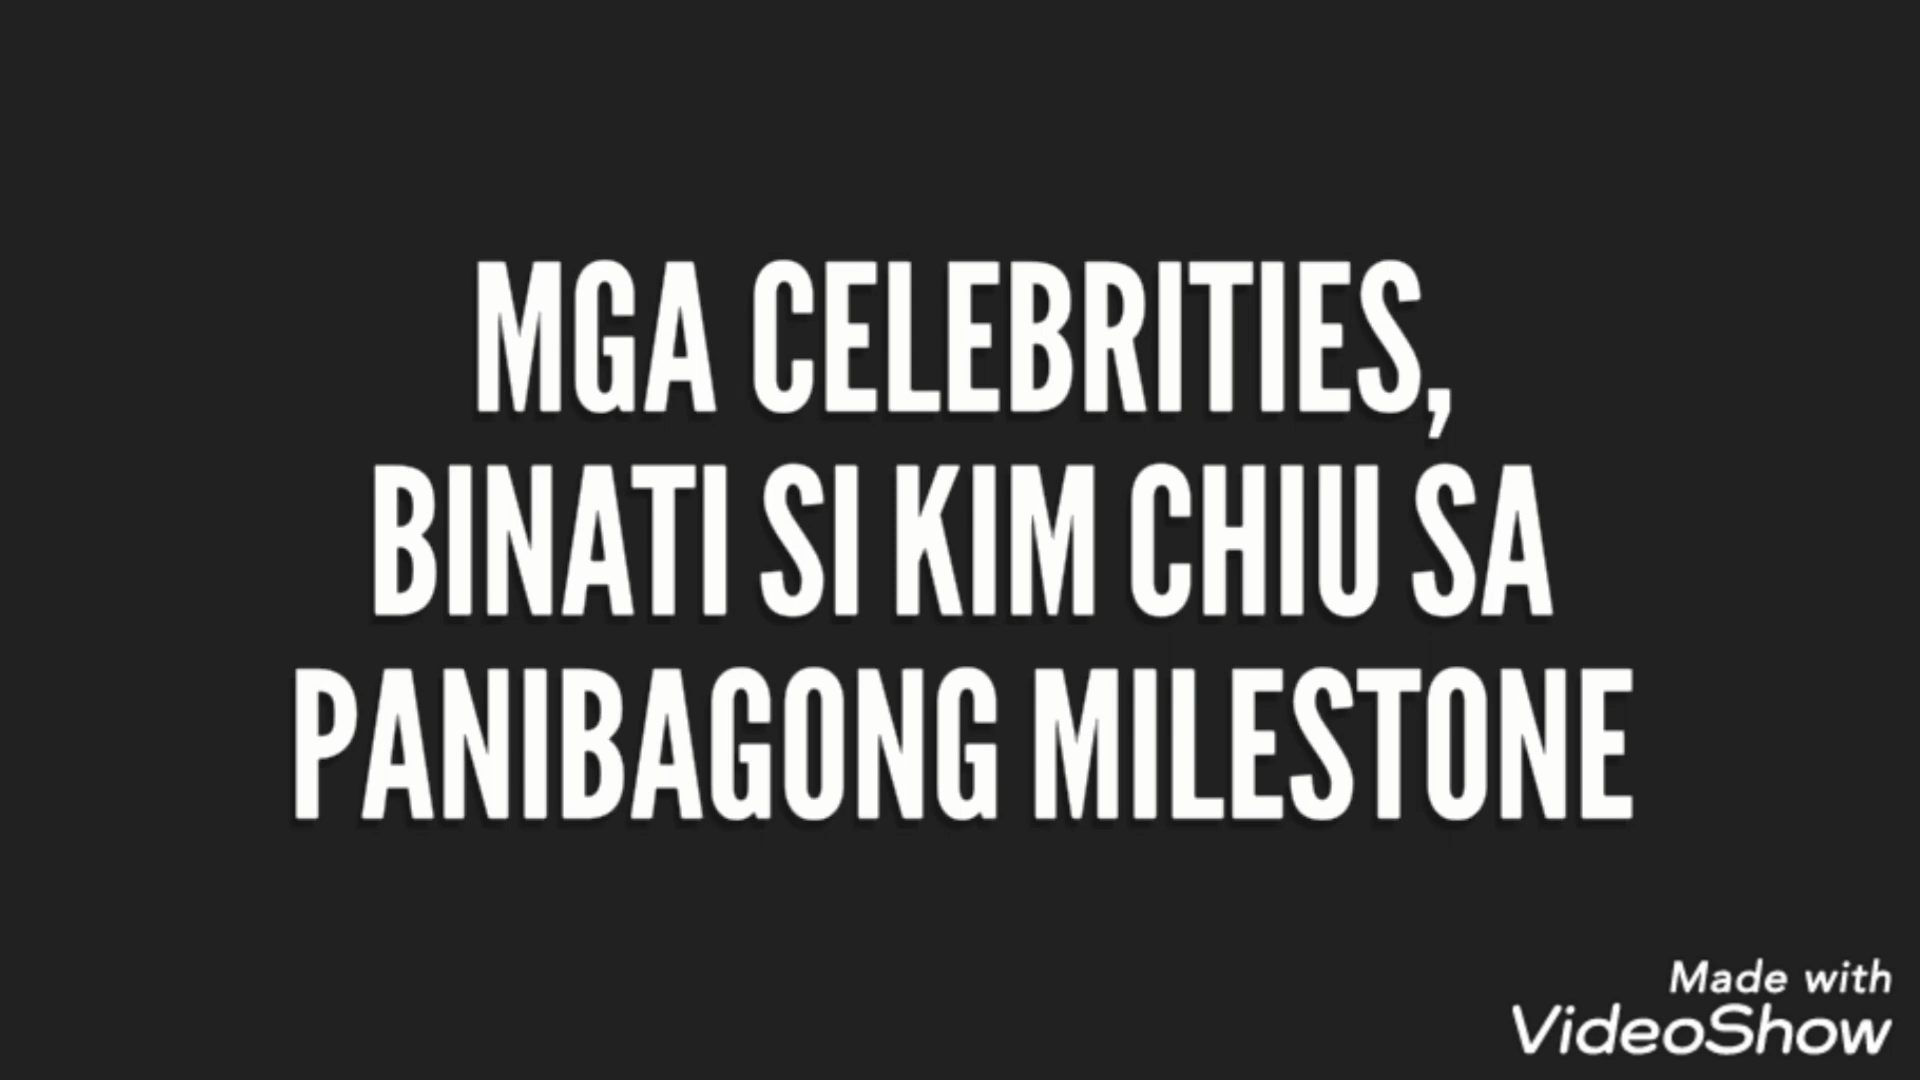 MGA CELEBRITIES,
BINATI SI KIM CHIU SA
PANIBAGONG MILESTONE
Made with
VideoShow